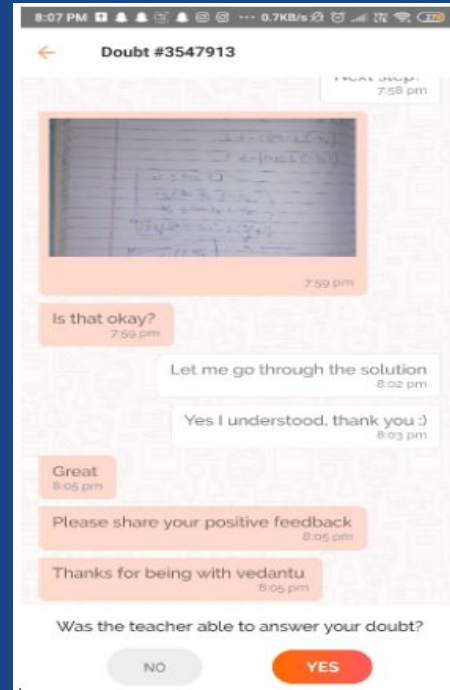 8:07 PM ··· 0.7KB/s
Doubt #3547913
Next step?
7:58 pm
7:59 pm
Is that okay?
7:59 pm
Let me go through the solution
8:02 pm
Yes I understood, thank you :)
8:03 pm
Great
8:05 pm
Please share your positive feedback
8:05 pm
Thanks for being with vedantu
8:05 pm
Was the teacher able to answer your doubt?
NO YES